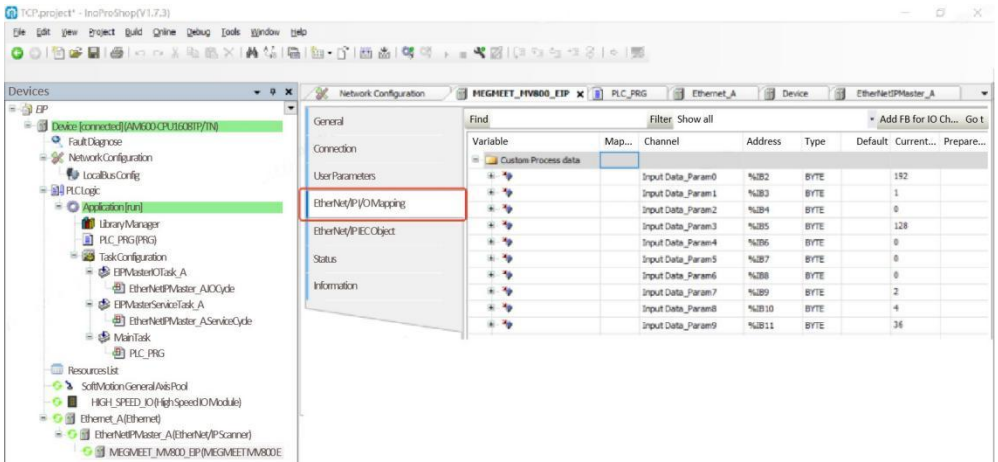 TCP.project* - InoProShop(V1.7.3)
File Edit View Project Build Online Debug Tools Window Help
Devices
EIP
Device [connected](AM600-CPU1608TP/TN)
Fault Diagnose
Network Configuration
LocalBus Config
PLC Logic
Application [run]
Library Manager
PLC_PRG (PRG)
Task Configuration
EIPMasterIOTask_A
EtherNetIPMaster_A.IOCycle
EIPMasterServiceTask_A
EtherNetIPMaster_A.ServiceCycle
MainTask
PLC_PRG
Resources List
SoftMotion General Axis Pool
HIGH_SPEED_IO (High Speed IO Module)
Ethernet_A (Ethernet)
EtherNetIPMaster_A (EtherNet/IP Scanner)
MEGMEET_MV800_EIP (MEGMEET MV800 E
Network Configuration MEGMEET_MV800_EIP PLC_PRG Ethernet_A Device EtherNetIPMaster_A
General
Connection
User Parameters
EtherNet/IP I/O Mapping
EtherNet/IP IEC Object
Status
Information
Find Filter Show all Add FB for IO Ch... Go t
Variable Map... Channel Address Type Default Current... Prepare...
Custom Process data
Input Data_Param0 %IB2 BYTE 192
Input Data_Param1 %IB3 BYTE 1
Input Data_Param2 %IB4 BYTE 0
Input Data_Param3 %IB5 BYTE 128
Input Data_Param4 %IB6 BYTE 0
Input Data_Param5 %IB7 BYTE 0
Input Data_Param6 %IB8 BYTE 0
Input Data_Param7 %IB9 BYTE 2
Input Data_Param8 %IB10 BYTE 4
Input Data_Param9 %IB11 BYTE 36